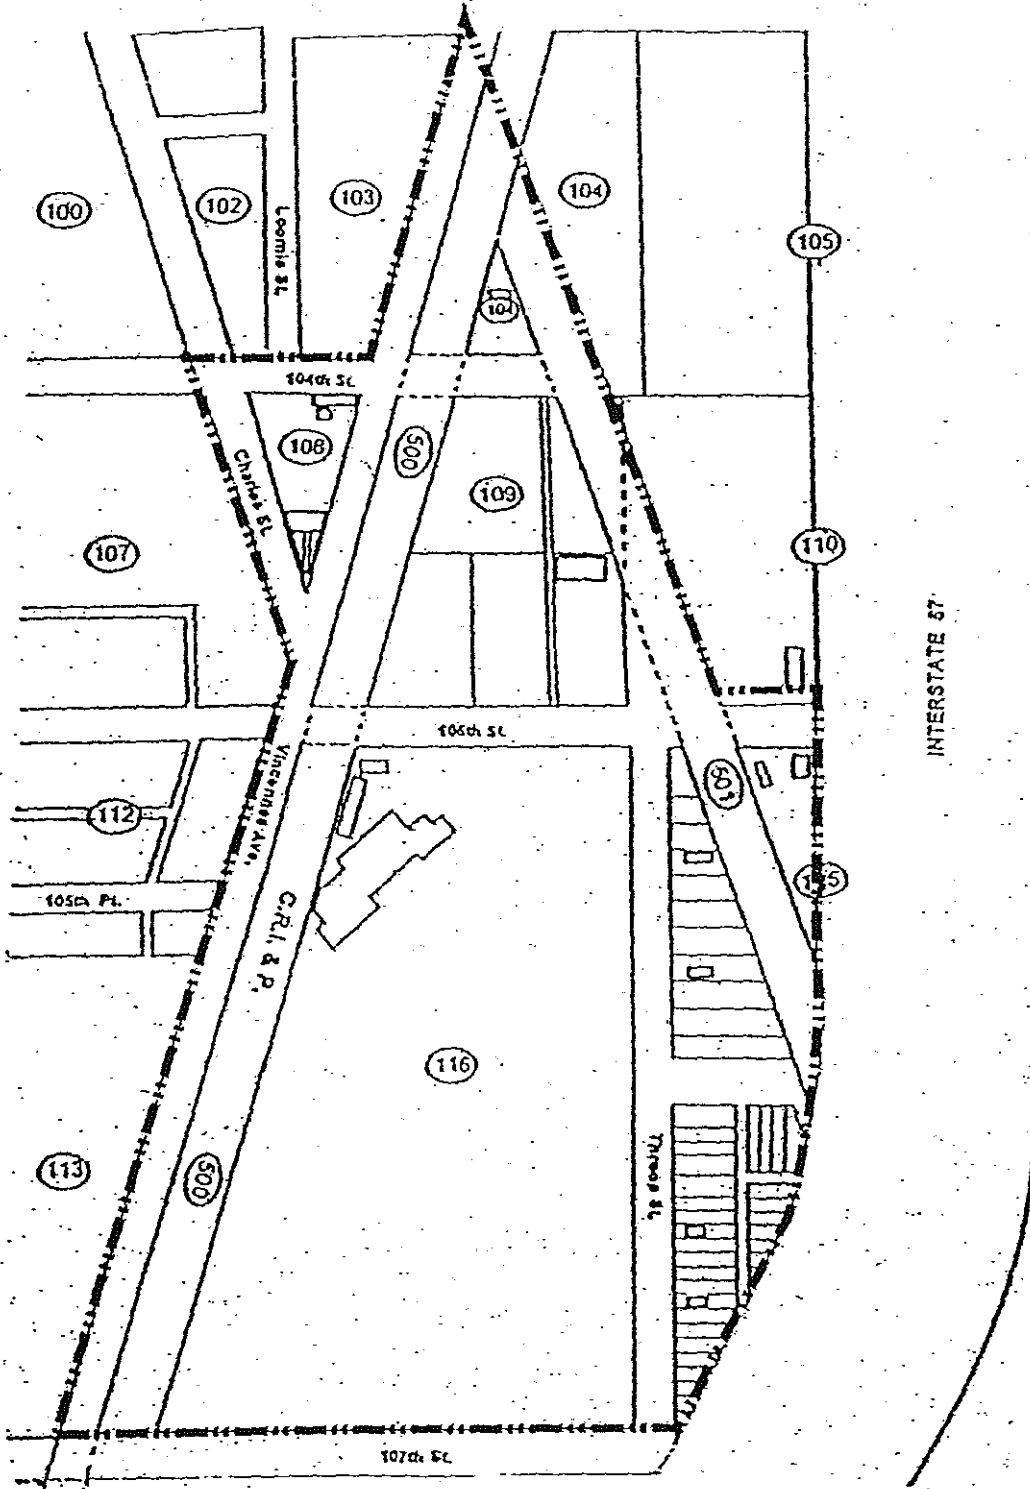 100
102
Loomis St.
103
104
105
104
104th St.
108
500
Charles St.
109
107
110
INTERSTATE 57
106th St.
112
Vincennes Ave.
501
105th Pl.
C.R.I. & P.
116
Throop St.
113
500
107th St.